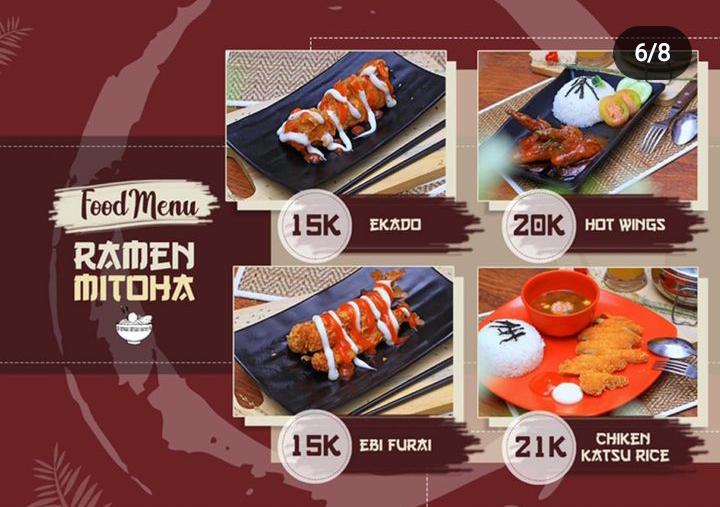 6/8
Food Menu
RAMEN
MITOHA
15K EKADO
20K HOT WINGS
15K EBI FURAI
21K CHIKEN
KATSU RICE